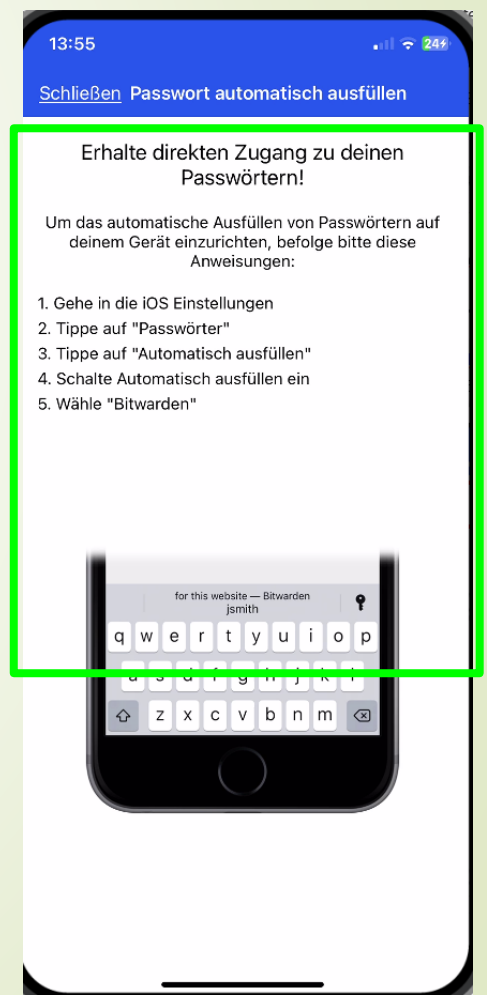 13:55
24
Schließen Passwort automatisch ausfüllen
Erhalte direkten Zugang zu deinen
Passwörtern!
Um das automatische Ausfüllen von Passwörtern auf
deinem Gerät einzurichten, befolge bitte diese
Anweisungen:
1. Gehe in die iOS Einstellungen
2. Tippe auf "Passwörter"
3. Tippe auf "Automatisch ausfüllen"
4. Schalte Automatisch ausfüllen ein
5. Wähle "Bitwarden"
for this website — Bitwarden
jsmith
q w e r t y u i o p
a s d f g h j k l
z x c v b n m